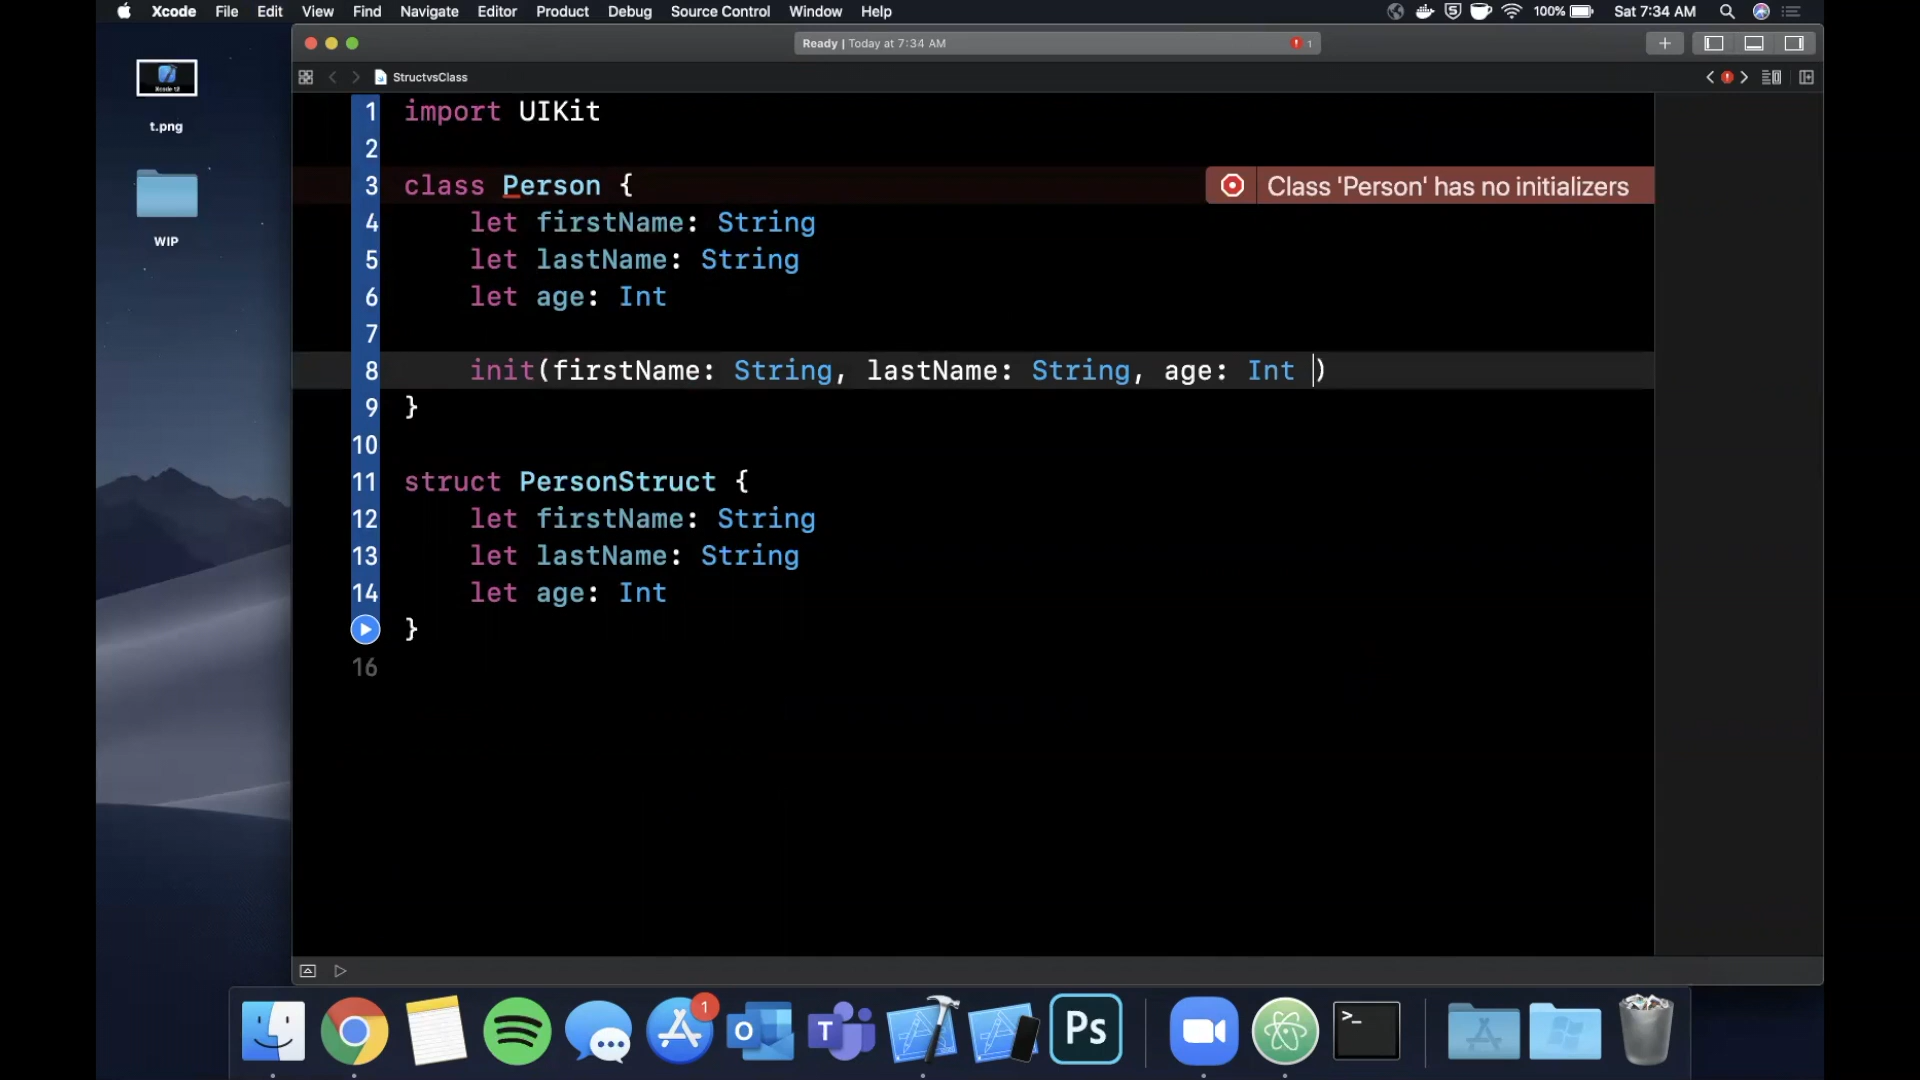 Xcode File Edit View Find Navigate Editor Product Debug Source Control Window Help 100% Sat 7:34 AM
Ready | Today at 7:34 AM 1
StructvsClass
t.png
WIP
1 import UIKit
2
3 class Person {
Class 'Person' has no initializers
4 let firstName: String
5 let lastName: String
6 let age: Int
7
8 init(firstName: String, lastName: String, age: Int )
9 }
10
11 struct PersonStruct {
12 let firstName: String
13 let lastName: String
14 let age: Int
}
16
1
Ps